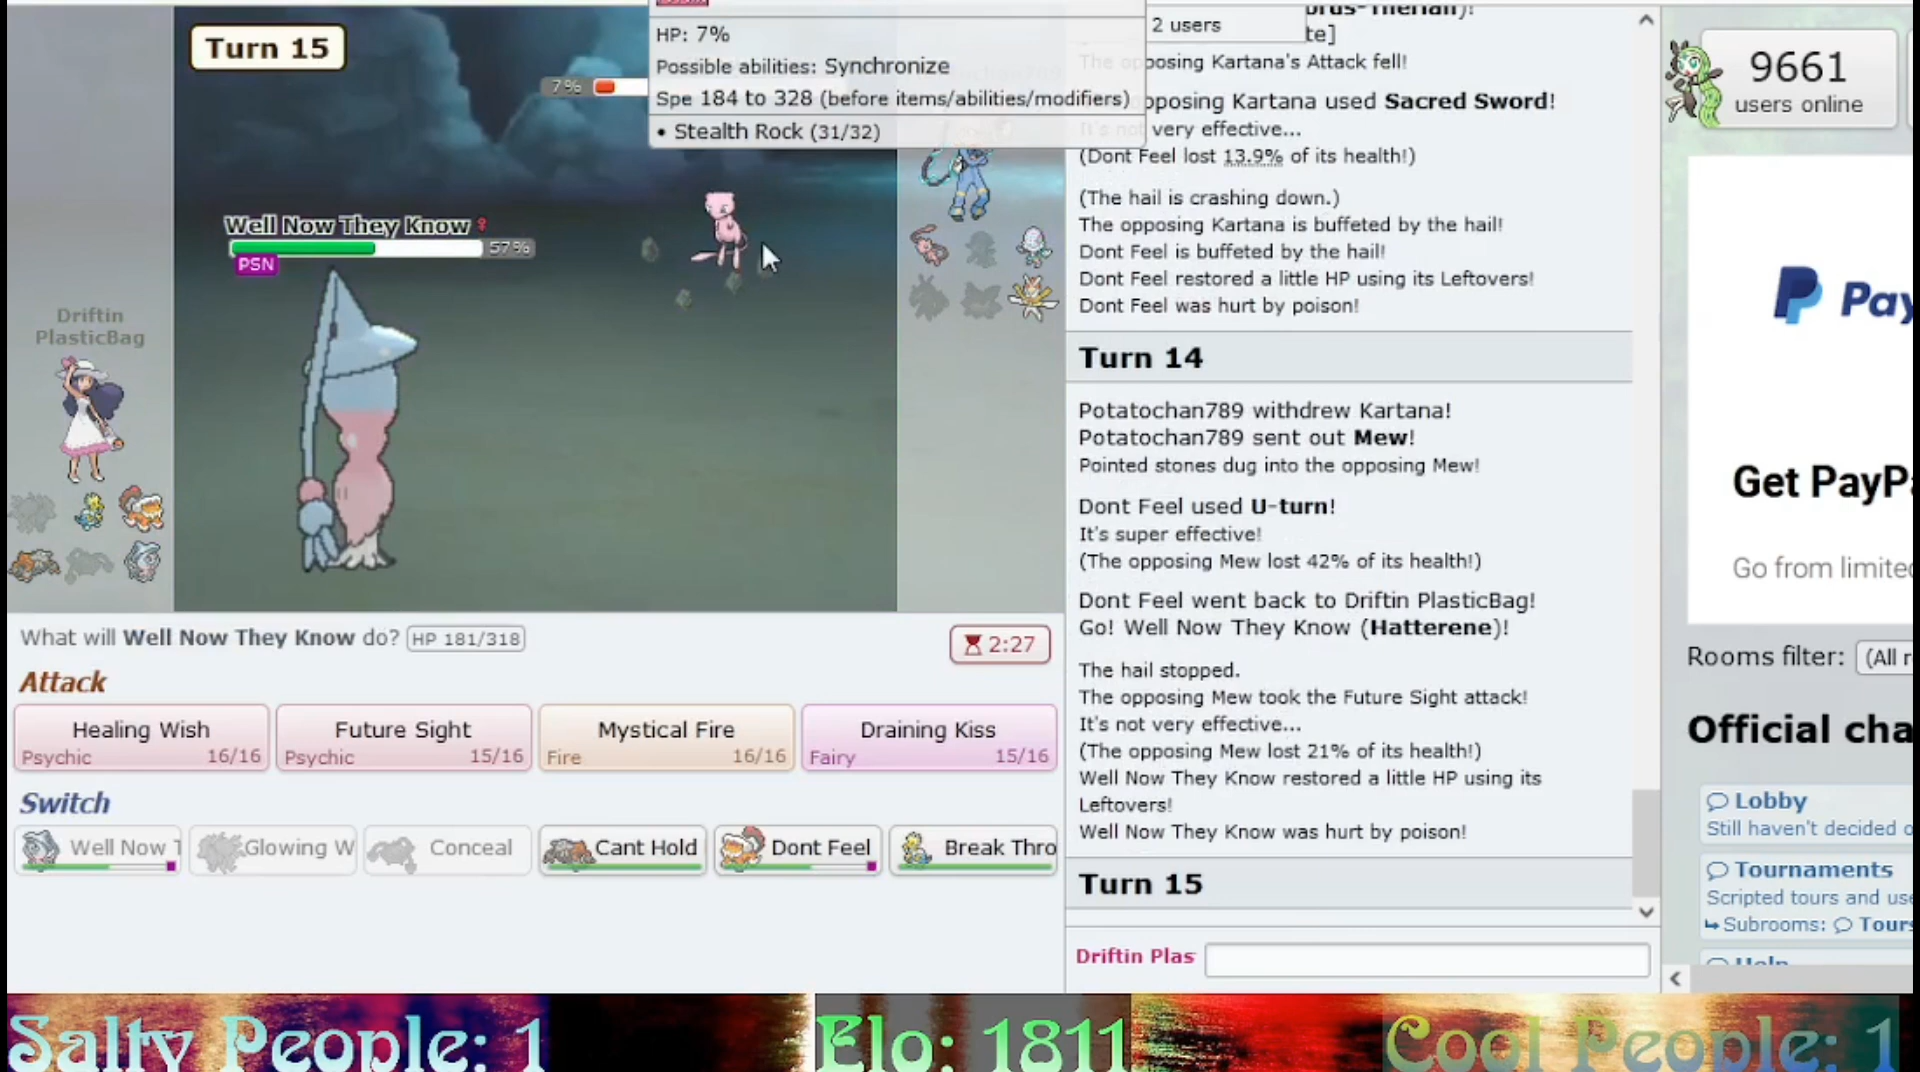 Turn 15
7%
HP: 7%
Possible abilities: Synchronize
Spe 184 to 328 (before items/abilities/modifiers)
• Stealth Rock (31/32)
2 users
Well Now They Know
57%
PSN
Driftin
PlasticBag
What will Well Now They Know do? HP 181/318
2:27
Attack
Healing Wish
Psychic 16/16
Future Sight
Psychic 15/16
Mystical Fire
Fire 16/16
Draining Kiss
Fairy 15/16
Switch
Well Now T
Glowing W
Conceal
Cant Hold
Dont Feel
Break Thro
The opposing Kartana's Attack fell!
opposing Kartana used Sacred Sword!
It's not very effective...
(Dont Feel lost 13.9% of its health!)
(The hail is crashing down.)
The opposing Kartana is buffeted by the hail!
Dont Feel is buffeted by the hail!
Dont Feel restored a little HP using its Leftovers!
Dont Feel was hurt by poison!
Turn 14
Potatochan789 withdrew Kartana!
Potatochan789 sent out Mew!
Pointed stones dug into the opposing Mew!
Dont Feel used U-turn!
It's super effective!
(The opposing Mew lost 42% of its health!)
Dont Feel went back to Driftin PlasticBag!
Go! Well Now They Know (Hatterene)!
The hail stopped.
The opposing Mew took the Future Sight attack!
It's not very effective...
(The opposing Mew lost 21% of its health!)
Well Now They Know restored a little HP using its
Leftovers!
Well Now They Know was hurt by poison!
Turn 15
Driftin Plas
9661
users online
Pay
Get PayP
Go from limite
Rooms filter: (All r
Official cha
Lobby
Still haven't decided o
Tournaments
Scripted tours and use
Subrooms: Tours
Help
Salty People: 1
Elo: 1811
Cool People: 1